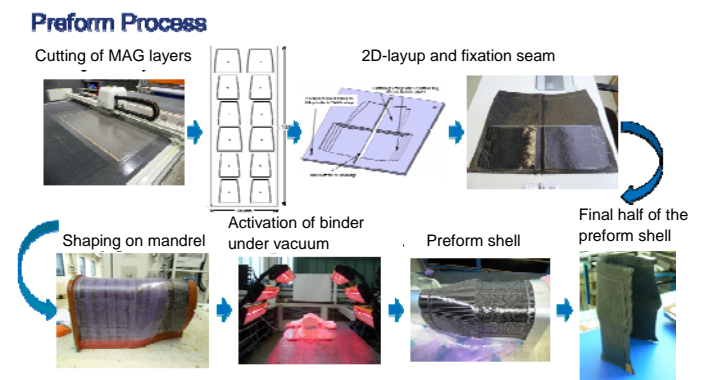 Preform Process
Cutting of MAG layers
2D-layup and fixation seam
Final half of the
preform shell
Shaping on mandrel
Activation of binder
under vacuum
Preform shell